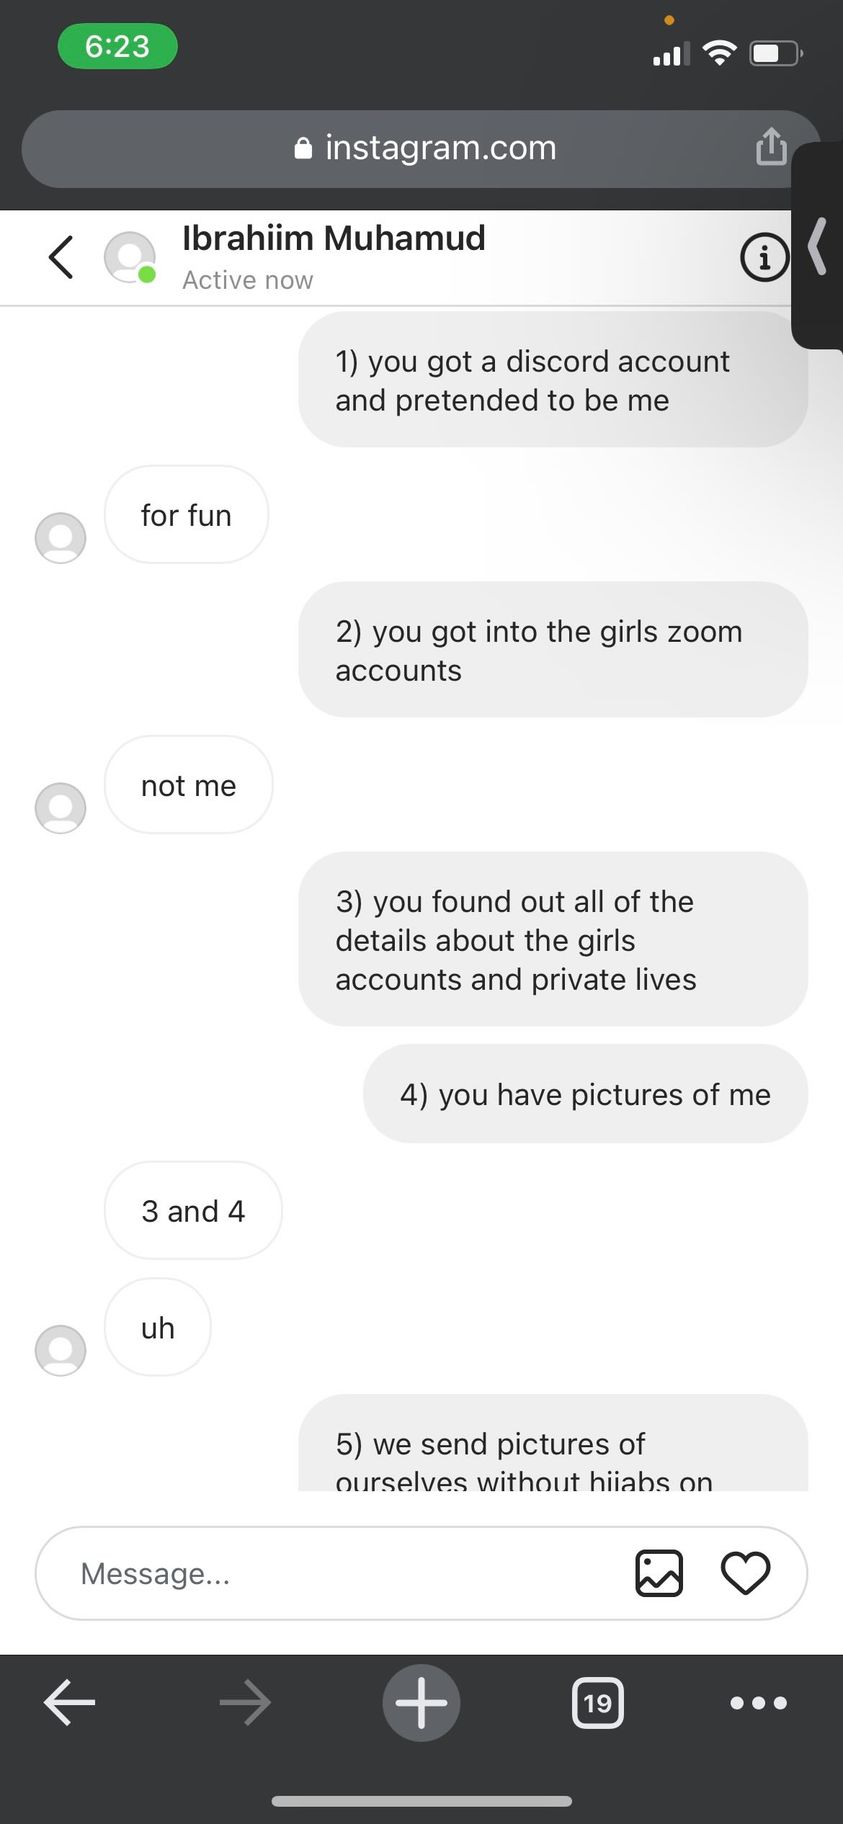 6:23
instagram.com
Ibrahiim Muhamud
Active now
1) you got a discord account
and pretended to be me
for fun
2) you got into the girls zoom
accounts
not me
3) you found out all of the
details about the girls
accounts and private lives
4) you have pictures of me
3 and 4
uh
5) we send pictures of
ourselves without hijabs on
Message...
19